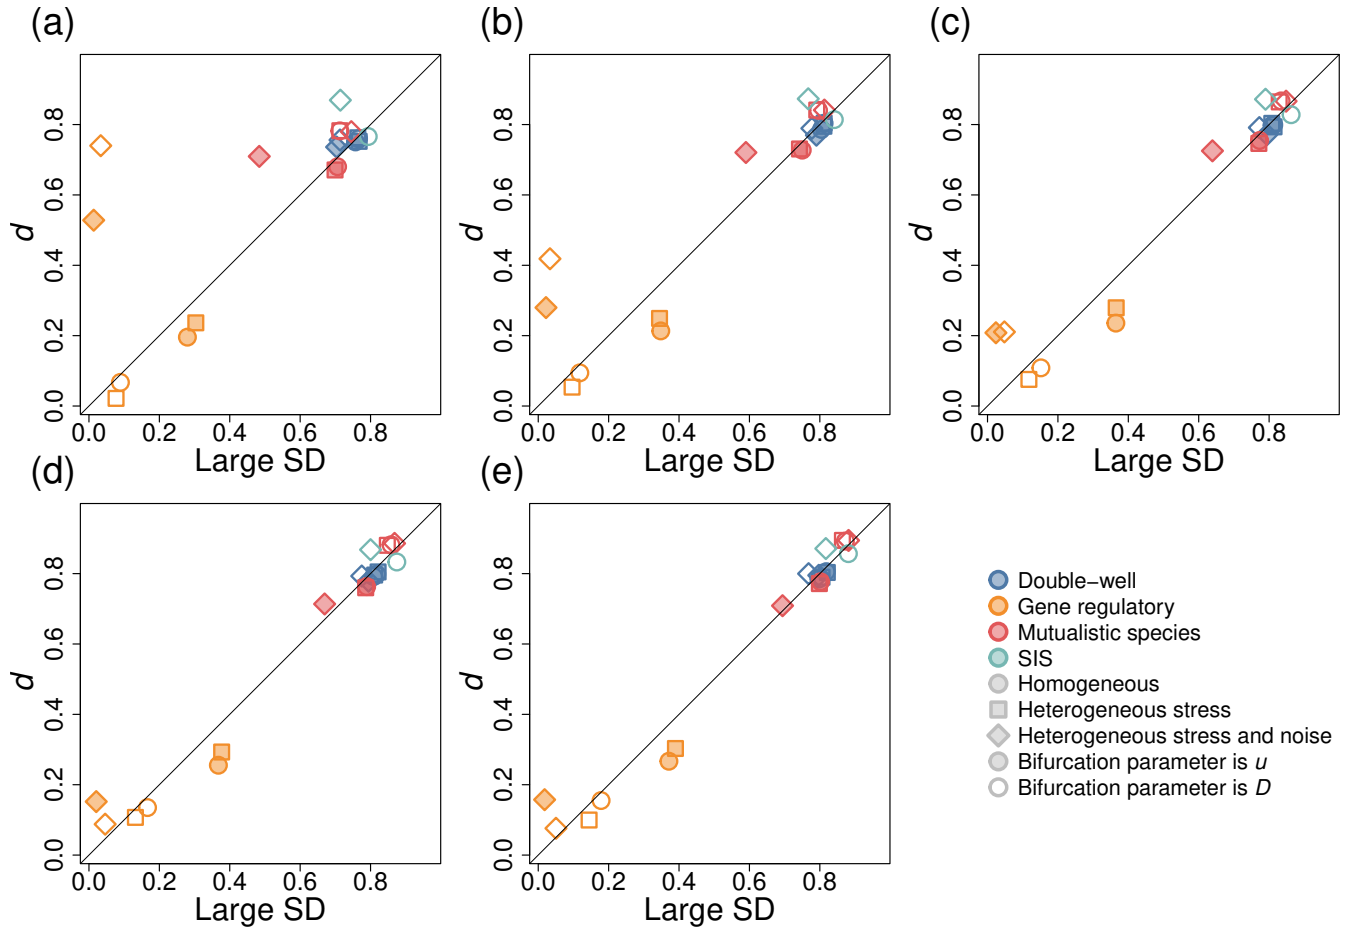 (a)
(b)
(c)
d
0.0 0.2 0.4 0.6 0.8
0.0 0.2 0.4 0.6 0.8
Large SD
d
0.0 0.2 0.4 0.6 0.8
0.0 0.2 0.4 0.6 0.8
Large SD
d
0.0 0.2 0.4 0.6 0.8
0.0 0.2 0.4 0.6 0.8
Large SD
(d)
(e)
d
0.0 0.2 0.4 0.6 0.8
0.0 0.2 0.4 0.6 0.8
Large SD
d
0.0 0.2 0.4 0.6 0.8
0.0 0.2 0.4 0.6 0.8
Large SD
Double−well
Gene regulatory
Mutualistic species
SIS
Homogeneous
Heterogeneous stress
Heterogeneous stress and noise
Bifurcation parameter is u
Bifurcation parameter is D